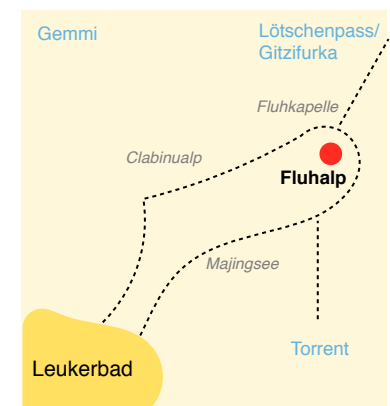 Gemmi
Lötschenpass/
Gitzifurka
Fluhkapelle
Clabinualp
Fluhalp
Majingsee
Torrent
Leukerbad